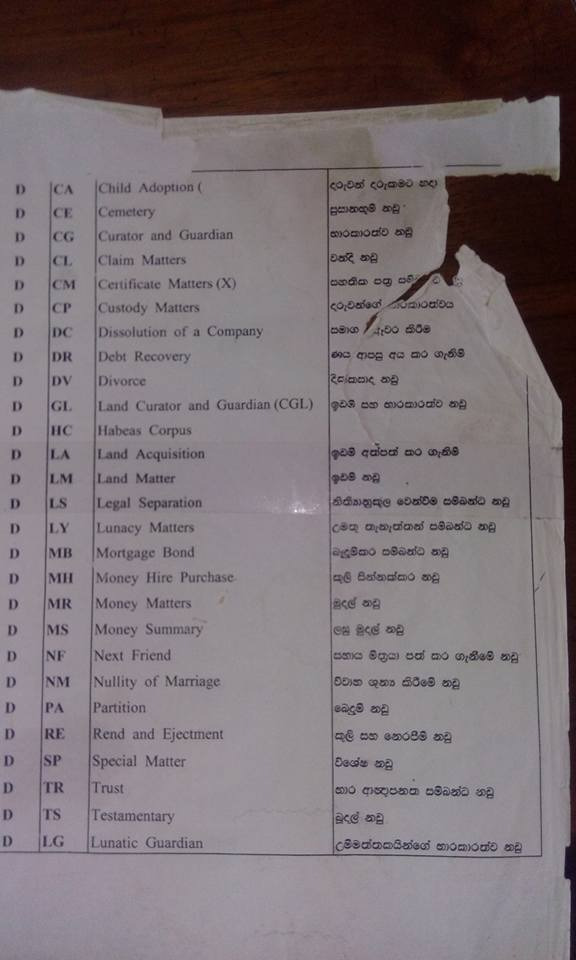 D CA Child Adoption ( දරුවන් දරුකමට හදා
D CE Cemetery නඩු
D CG Curator and Guardian භාරකාරත්ව නඩු
D CL Claim Matters වන්දි නඩු
D CM Certificate Matters (X) සහතික පත්‍ර
D CP Custody Matters දරුවන්ගේ භාරකාරත්වය
D DC Dissolution of a Company සමාගම් කිරීම
D DR Debt Recovery ණය ආපසු අය කර ගැනීම්
D DV Divorce දික්කසාද නඩු
D GL Land Curator and Guardian (CGL) ඉඩම් සහ භාරකාරත්ව නඩු
D HC Habeas Corpus
D LA Land Acquisition ඉඩම් අත්පත් කර ගැනීම්
D LM Land Matter ඉඩම් නඩු
D LS Legal Separation නීත්‍යානුකූල වෙන්වීම සම්බන්ධ නඩු
D LY Lunacy Matters උමතු තැනැත්තන් සම්බන්ධ නඩු
D MB Mortgage Bond බැඳුම්කර සම්බන්ධ නඩු
D MH Money Hire Purchase කුලී සින්නක්කර නඩු
D MR Money Matters මුදල් නඩු
D MS Money Summary ලඝු මුදල් නඩු
D NF Next Friend සහාය මිත්‍රයා පත් කර ගැනීමේ නඩු
D NM Nullity of Marriage විවාහ ශුන්‍ය කිරීමේ නඩු
D PA Partition බෙදුම් නඩු
D RE Rend and Ejectment කුලී සහ නෙරපීම් නඩු
D SP Special Matter විශේෂ නඩු
D TR Trust භාර සම්බන්ධ නඩු
D TS Testamentary බූදල් නඩු
D LG Lunatic Guardian උම්මත්තකයින්ගේ භාරකාරත්ව නඩු